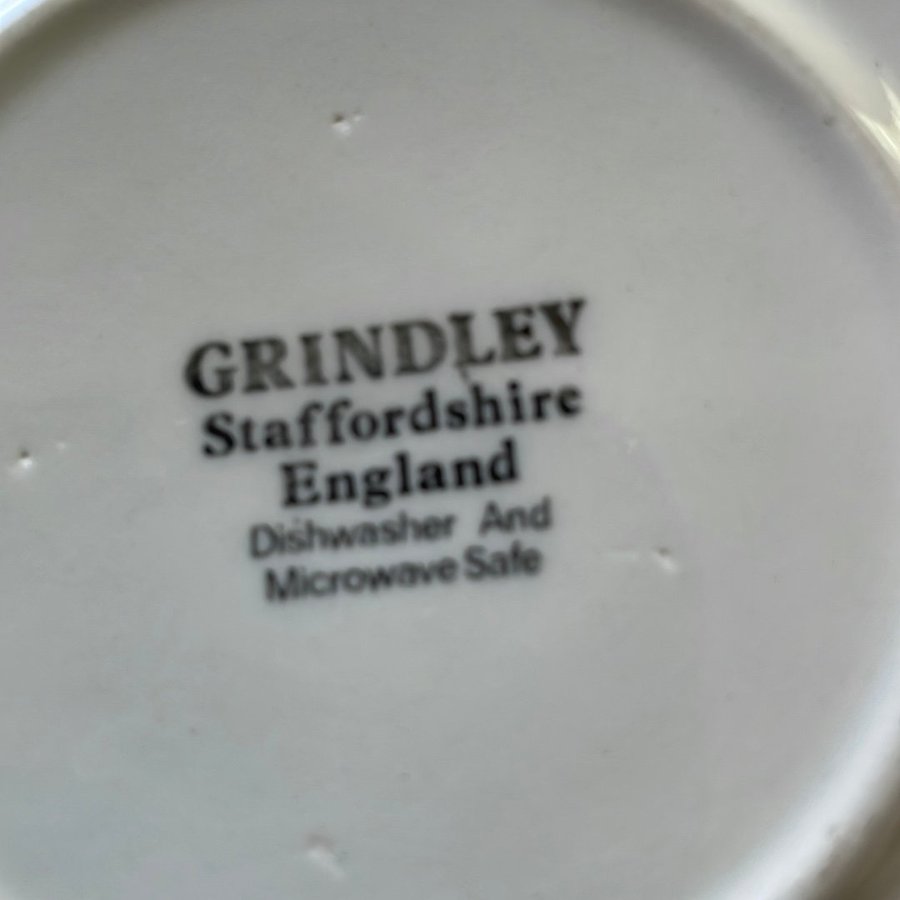 GRINDLEY
Staffordshire
England
Dishwasher And
Microwave Safe